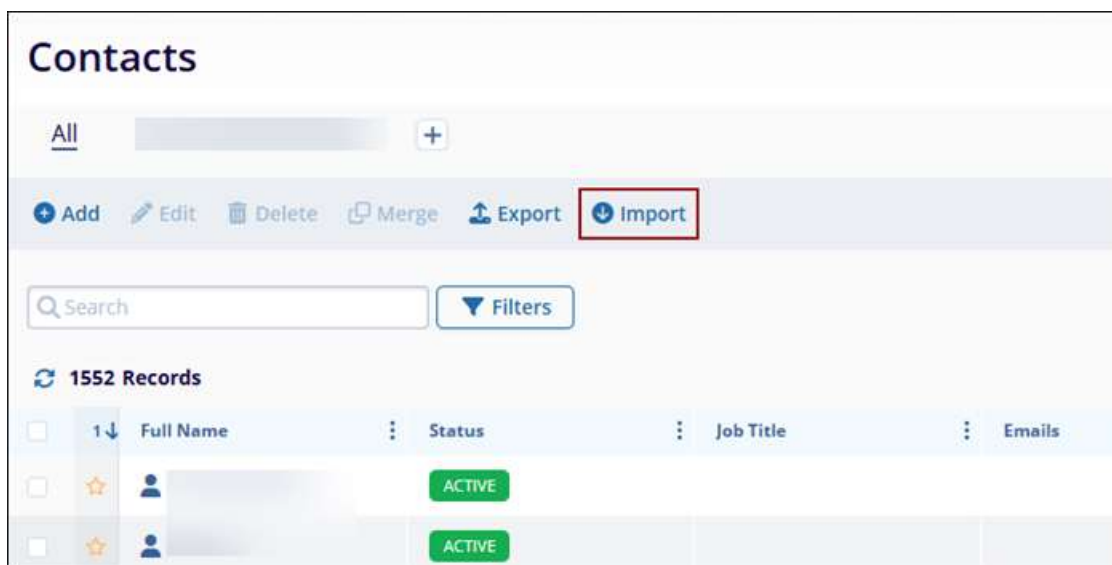 Contacts
All
Add Edit Delete Merge Export Import
Search Filters
1552 Records
1 Full Name Status Job Title Emails
ACTIVE
ACTIVE